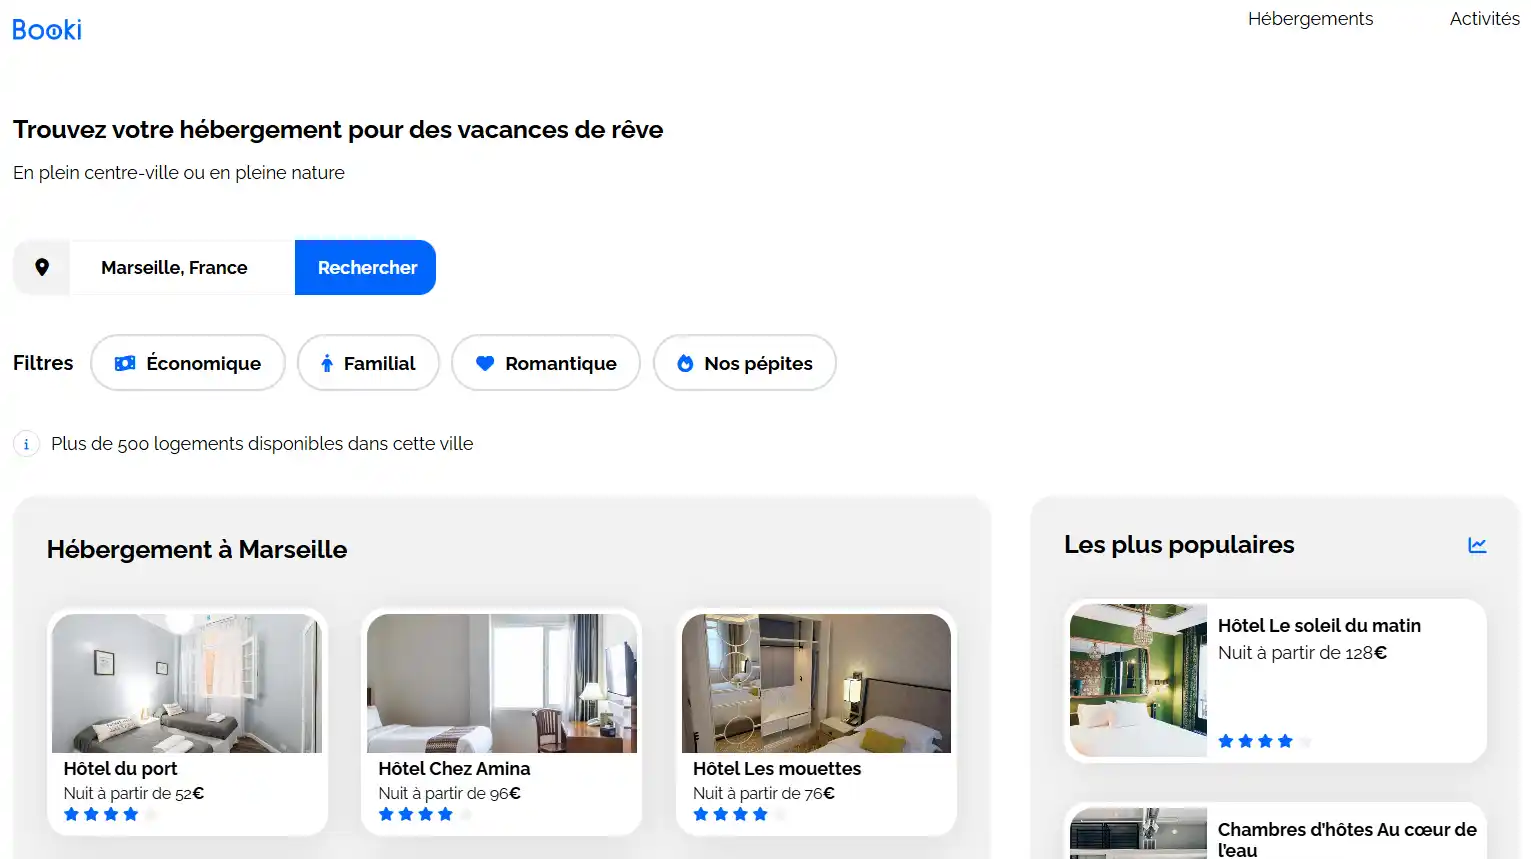 Booki
Hébergements
Activités
Trouvez votre hébergement pour des vacances de rêve
En plein centre-ville ou en pleine nature
Marseille, France
Rechercher
Filtres
Économique
Familial
Romantique
Nos pépites
Plus de 500 logements disponibles dans cette ville
Hébergement à Marseille
Hôtel du port
Nuit à partir de 52€
Hôtel Chez Amina
Nuit à partir de 96€
Hôtel Les mouettes
Nuit à partir de 76€
Les plus populaires
Hôtel Le soleil du matin
Nuit à partir de 128€
Chambres d'hôtes Au cœur de
l'eau